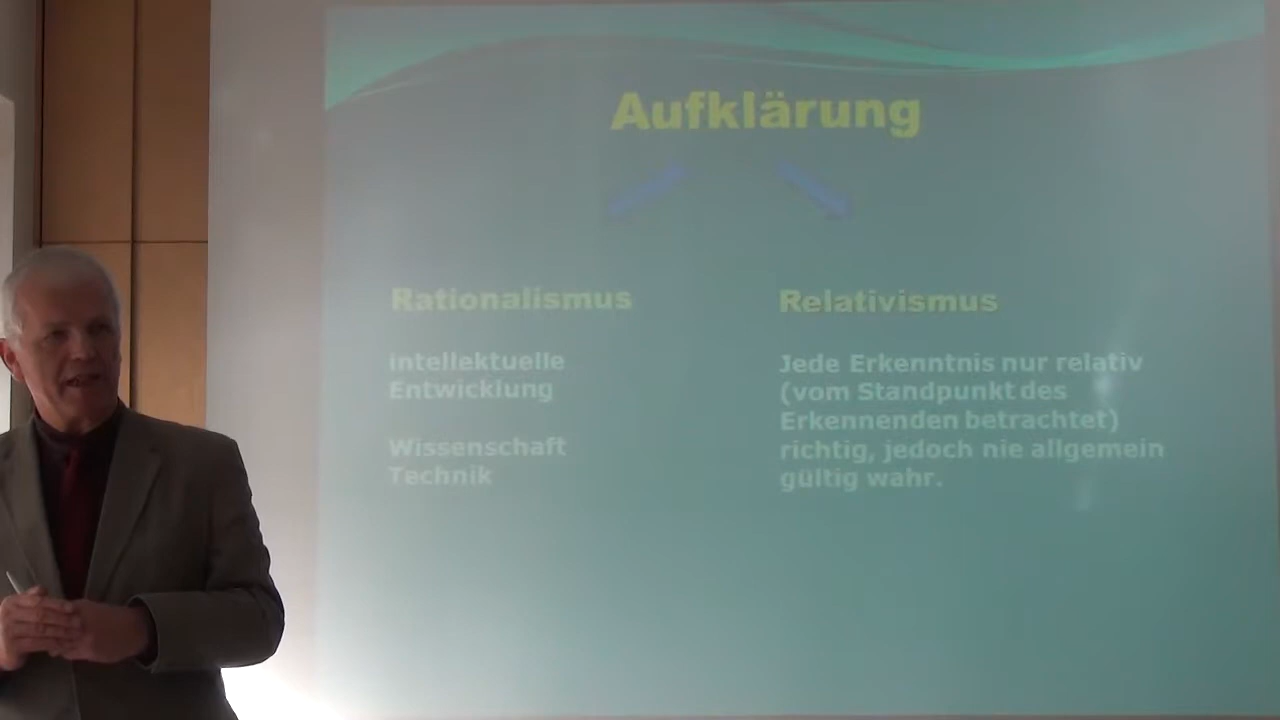 Aufklärung
Rationalismus
intellektuelle
Entwicklung
Wissenschaft
Technik
Relativismus
Jede Erkenntnis nur relativ
(vom Standpunkt des
Erkennenden betrachtet)
richtig, jedoch nie allgemein
gültig wahr.